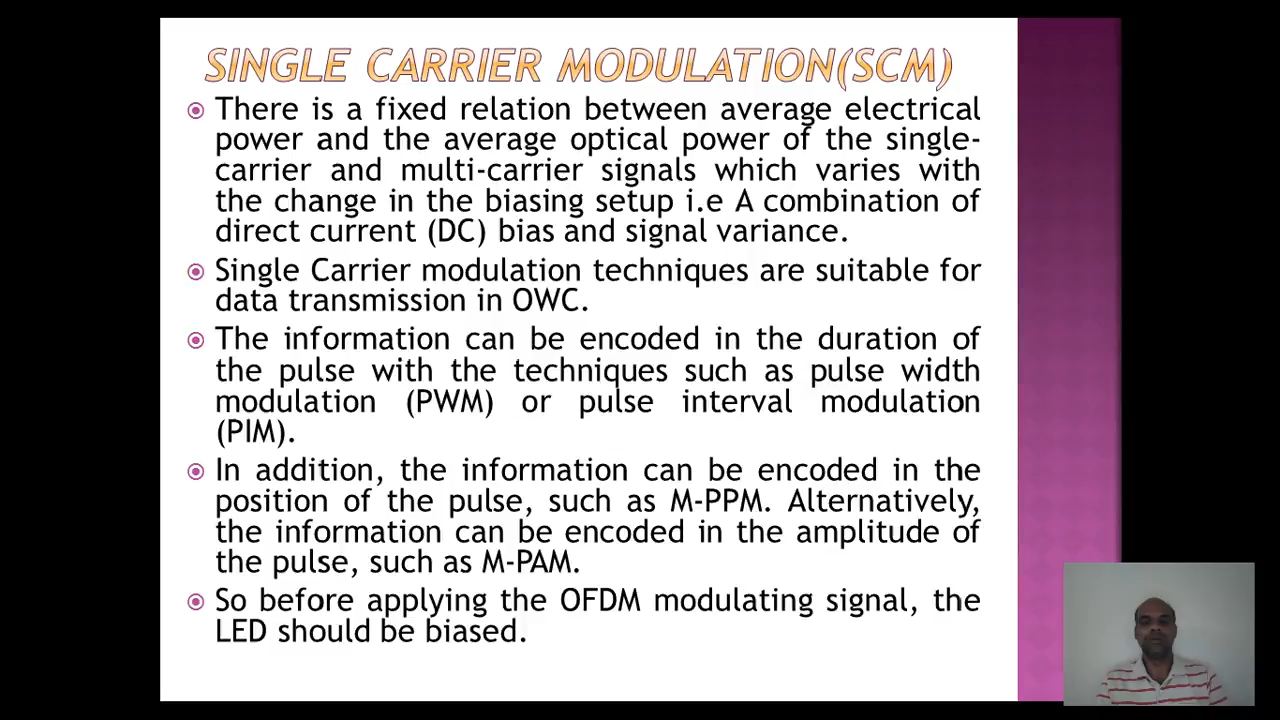 SINGLE CARRIER MODULATION(SCM)
There is a fixed relation between average electrical
power and the average optical power of the single-
carrier and multi-carrier signals which varies with
the change in the biasing setup i.e A combination of
direct current (DC) bias and signal variance.
Single Carrier modulation techniques are suitable for
data transmission in OWC.
The information can be encoded in the duration of
the pulse with the techniques such as pulse width
modulation (PWM) or pulse interval modulation
(PIM).
In addition, the information can be encoded in the
position of the pulse, such as M-PPM. Alternatively,
the information can be encoded in the amplitude of
the pulse, such as M-PAM.
So before applying the OFDM modulating signal, the
LED should be biased.